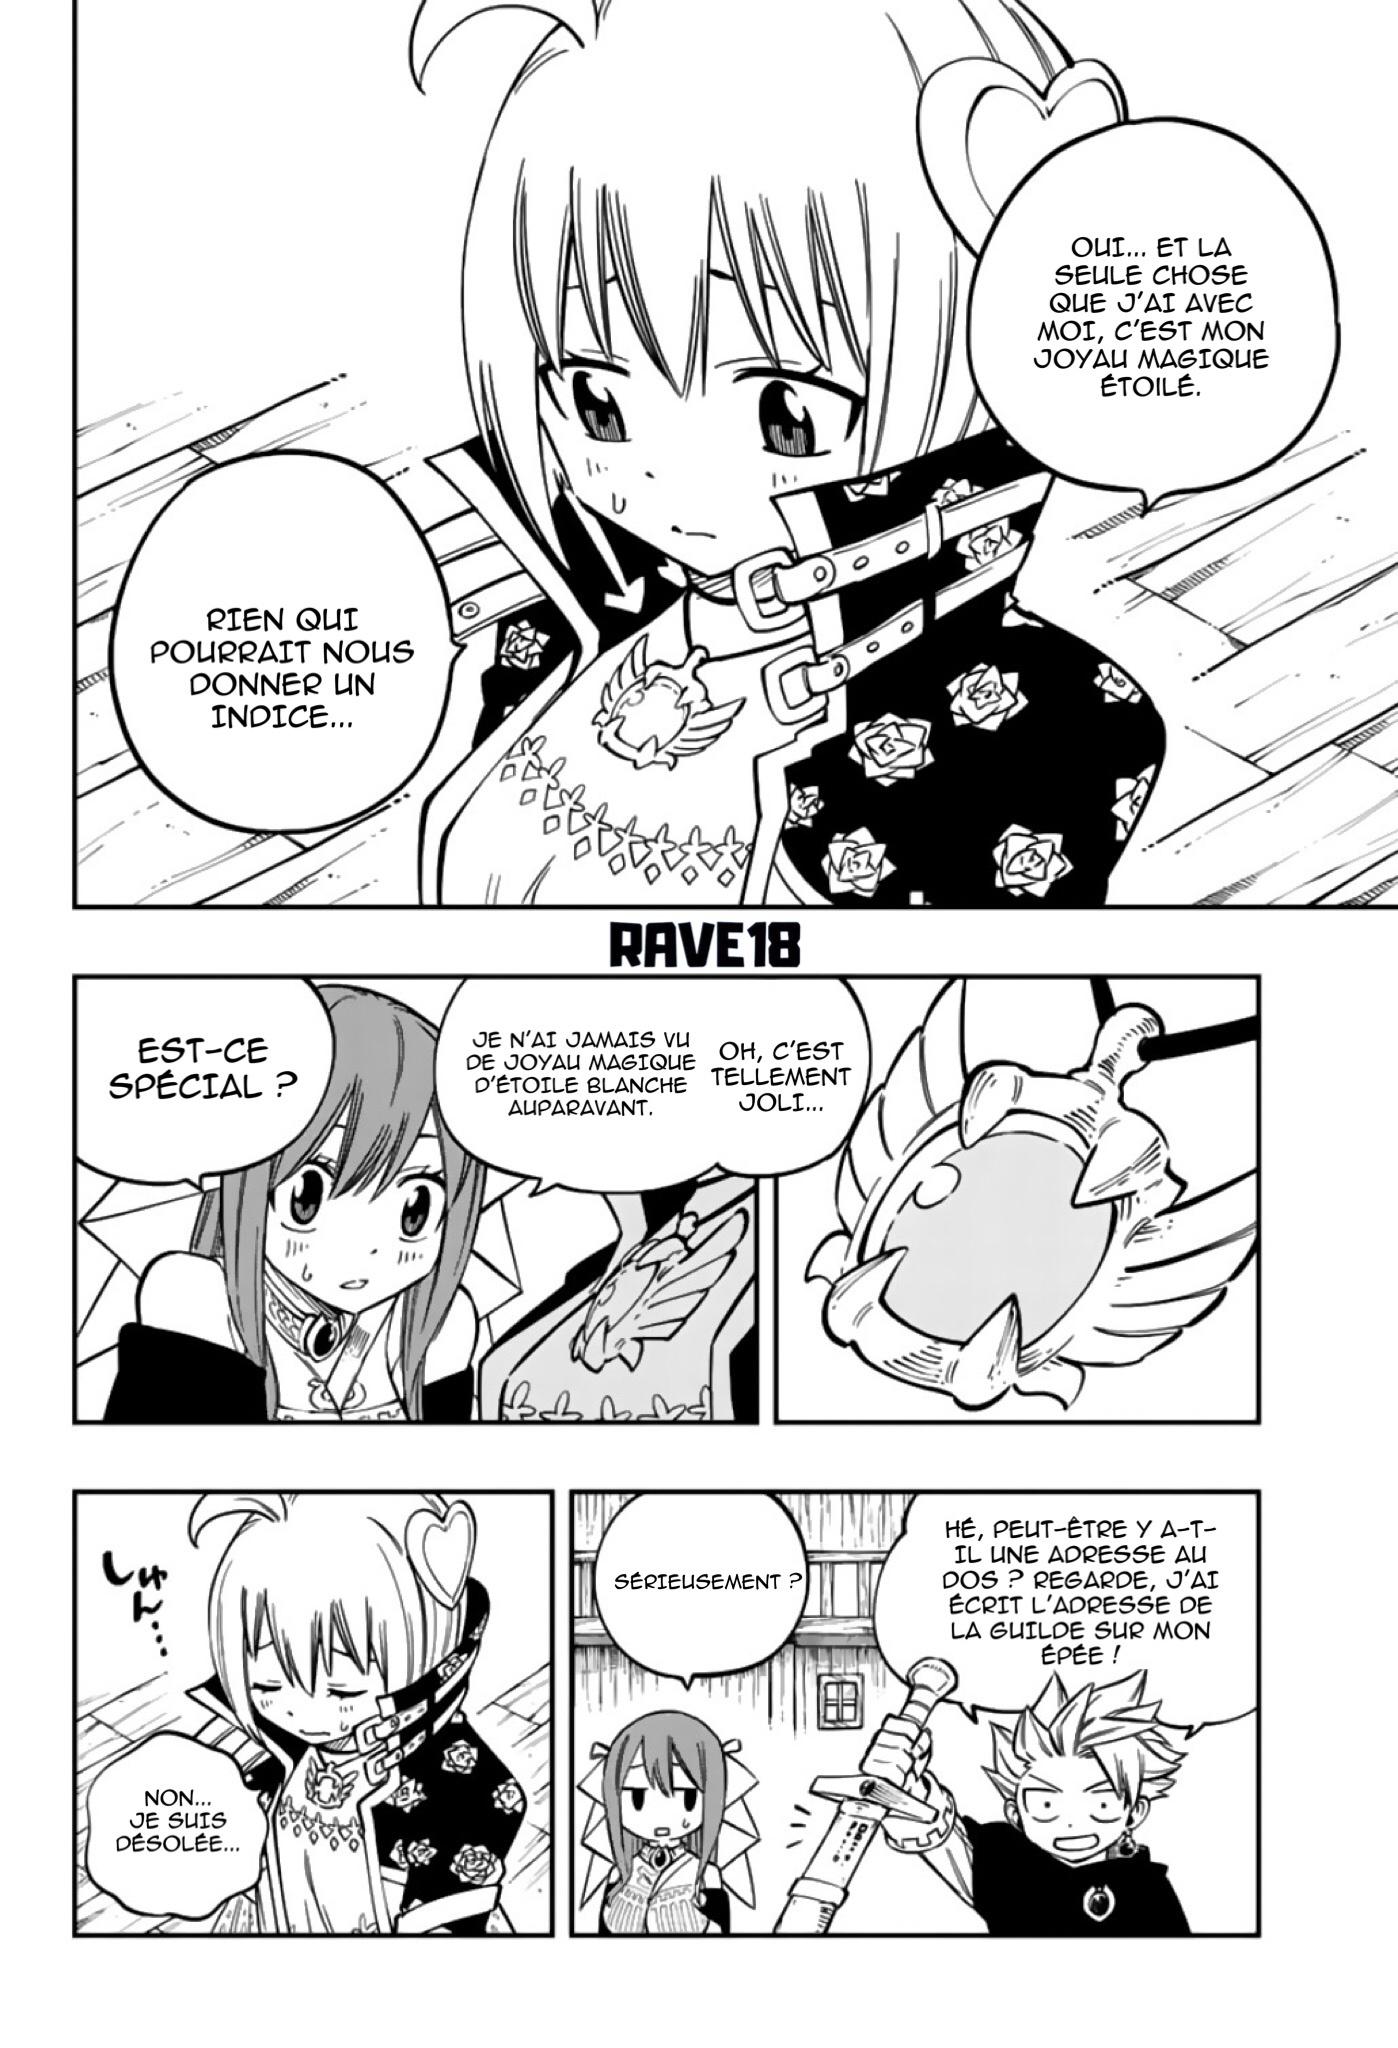 OUI... ET LA
SEULE CHOSE
QUE J'AI AVEC
MOI, C'EST MON
JOYAU MAGIQUE
ÉTOILÉ.
RIEN QUI
POURRAIT NOUS
DONNER UN
INDICE...
RAVE18
OH, C'EST
TELLEMENT
JOLI...
JE N'AI JAMAIS VU
DE JOYAU MAGIQUE
D'ÉTOILE BLANCHE
AUPARAVANT.
EST-CE
SPÉCIAL ?
HÉ, PEUT-ÊTRE Y A-T-
IL UNE ADRESSE AU
DOS ? REGARDE, J'AI
ÉCRIT L'ADRESSE DE
LA GUILDE SUR MON
ÉPÉE !
SÉRIEUSEMENT ?
しゅん…
NON...
JE SUIS
DÉSOLÉE...